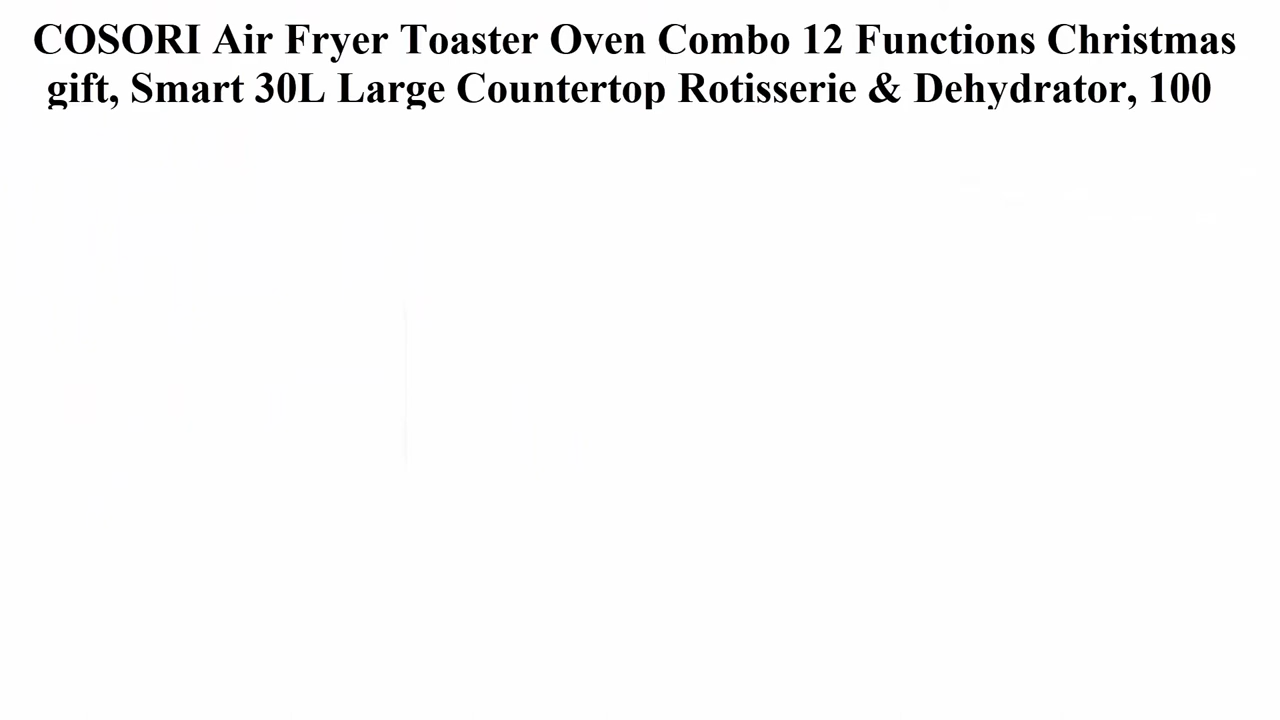 COSORI Air Fryer Toaster Oven Combo 12 Functions Christmas
gift, Smart 30L Large Countertop Rotisserie & Dehydrator, 100